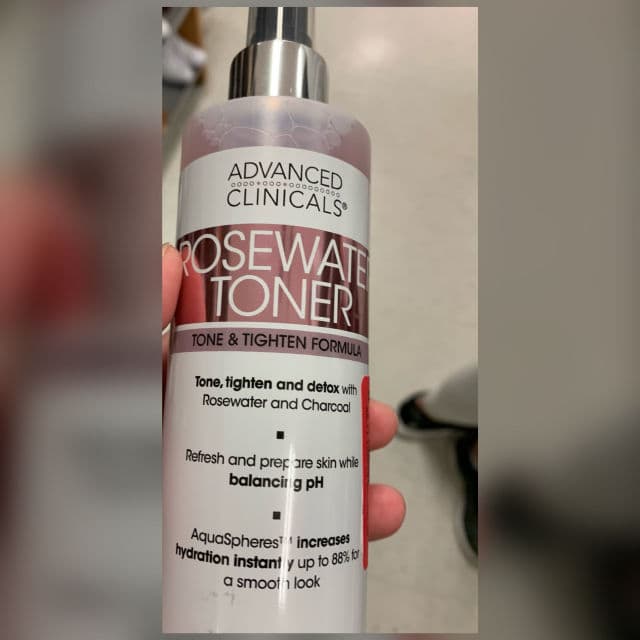 ADVANCED
CLINICALS®
ROSEWATE
TONER
TONE & TIGHTEN FORMULA
Tone, tighten and detox with
Rosewater and Charcoal
Refresh and prepare skin while
balancing pH
AquaSpheres™ increases
hydration instantly up to 88% for
a smooth look